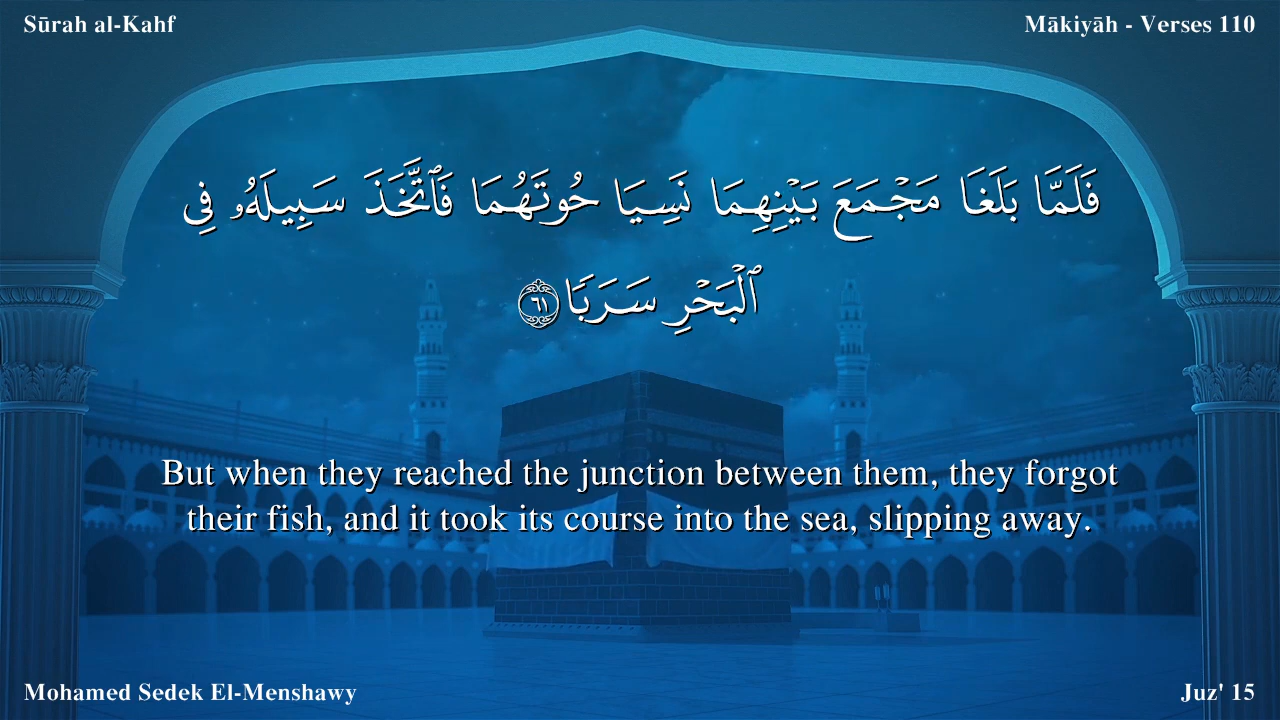 Sūrah al-Kahf
Mākiyāh - Verses 110
فَلَمَّا بَلَغَا مَجْمَعَ بَيْنِهِمَا نَسِيَا حُوتَهُمَا فَٱتَّخَذَ سَبِيلَهُۥ فِى
ٱلْبَحْرِ سَرَبًا ٦١
But when they reached the junction between them, they forgot
their fish, and it took its course into the sea, slipping away.
Mohamed Sedek El-Menshawy
Juz' 15